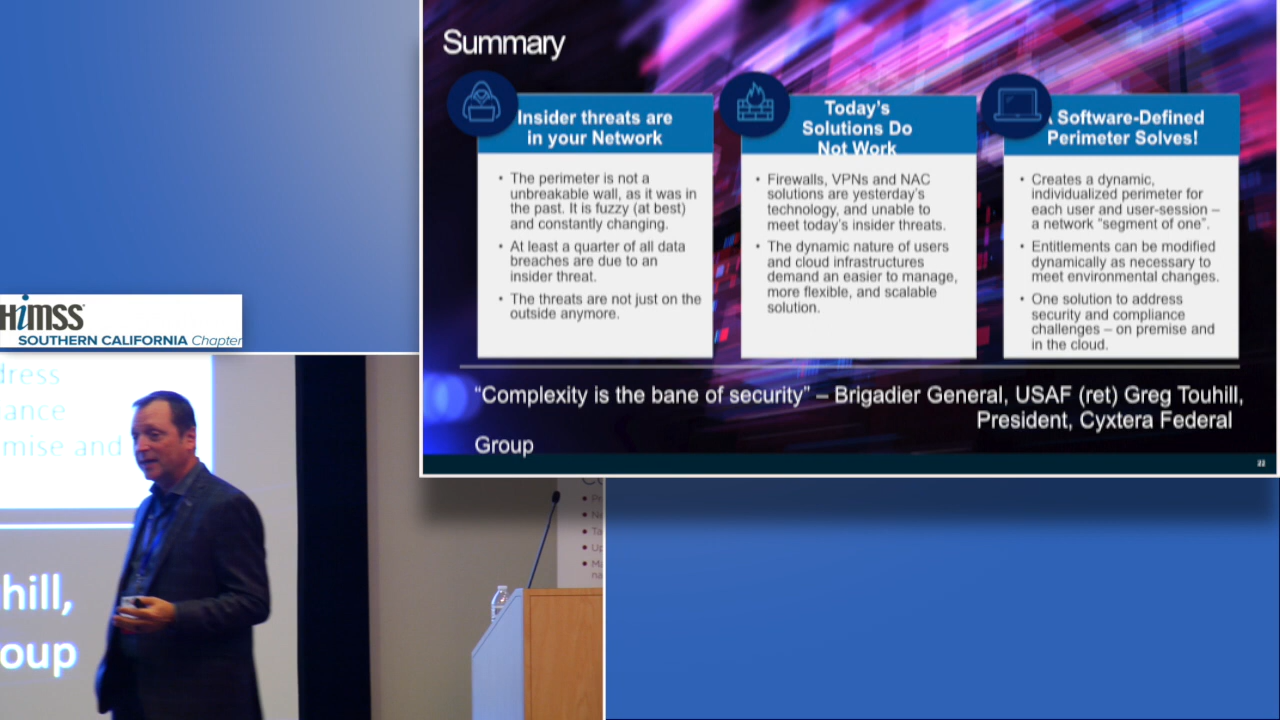 Summary
Insider threats are
in your Network
• The perimeter is not a
unbreakable wall, as it was in
the past. It is fuzzy (at best)
and constantly changing.
• At least a quarter of all data
breaches are due to an
insider threat.
• The threats are not just on the
outside anymore.
Today's
Solutions Do
Not Work
• Firewalls, VPNs and NAC
solutions are yesterday's
technology, and unable to
meet today's insider threats.
• The dynamic nature of users
and cloud infrastructures
demand an easier to manage,
more flexible, and scalable
solution.
A Software-Defined
Perimeter Solves!
• Creates a dynamic,
individualized perimeter for
each user and user-session –
a network "segment of one".
• Entitlements can be modified
dynamically as necessary to
meet environmental changes.
• One solution to address
security and compliance
challenges – on premise and
in the cloud.
"Complexity is the bane of security" – Brigadier General, USAF (ret) Greg Touhill,
President, Cyxtera Federal
Group
22
HiMSS
SOUTHERN CALIFORNIA Chapter
dress
iance
mise and
hill,
oup